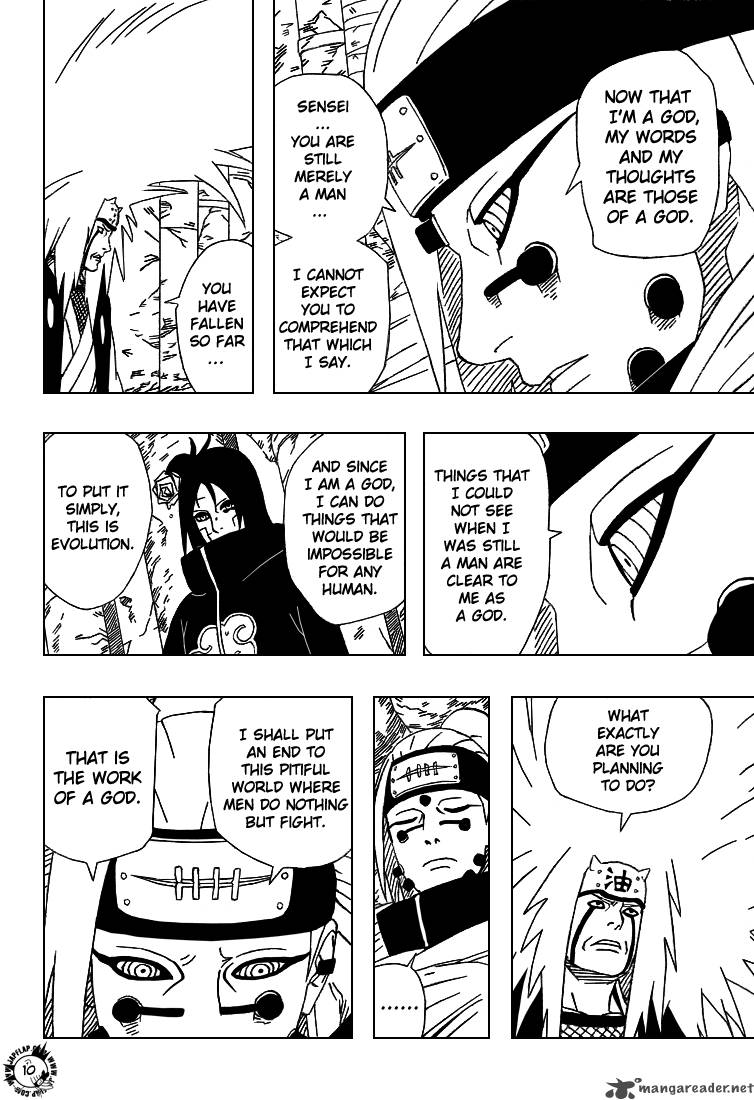 NOW THAT
I'M A GOD,
MY WORDS
AND MY
THOUGHTS
ARE THOSE
OF A GOD.
SENSEI
...
YOU ARE
STILL
MERELY
A MAN
...
I CANNOT
EXPECT
YOU TO
COMPREHEND
THAT WHICH
I SAY.
YOU
HAVE
FALLEN
SO FAR
...
THINGS THAT
I COULD
NOT SEE
WHEN I
WAS STILL
A MAN ARE
CLEAR TO
ME AS
A GOD.
AND SINCE
I AM A GOD,
I CAN DO
THINGS THAT
WOULD BE
IMPOSSIBLE
FOR ANY
HUMAN.
TO PUT IT
SIMPLY,
THIS IS
EVOLUTION.
WHAT
EXACTLY
ARE YOU
PLANNING
TO DO?
油
......
I SHALL PUT
AN END TO
THIS PITIFUL
WORLD WHERE
MEN DO NOTHING
BUT FIGHT.
THAT IS
THE WORK
OF A GOD.
10
mangareader.net